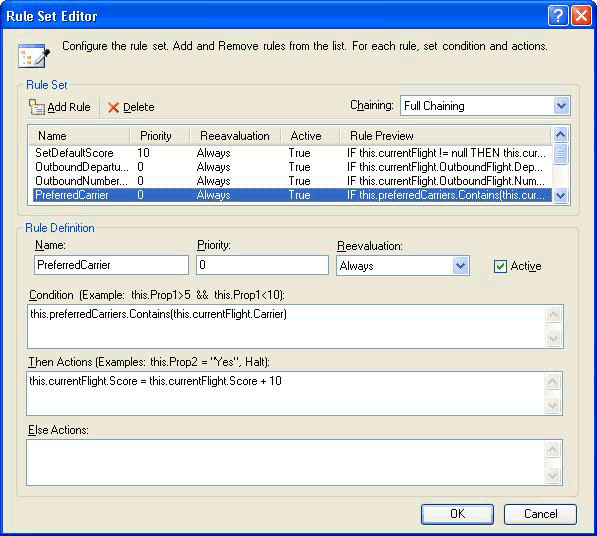 Rule Set Editor
Configure the rule set. Add and Remove rules from the list. For each rule, set condition and actions.
Rule Set
Add Rule Delete Chaining: Full Chaining
Name Priority Reeavaluation Active Rule Preview
SetDefaultScore 10 Always True IF this.currentFlight != null THEN this.cur...
OutboundDepartu... 0 Always True IF this.currentFlight.OutboundFlight.Dep...
OutboundNumber... 0 Always True IF this.currentFlight.OutboundFlight.Num...
PreferredCarrier 0 Always True IF this.preferredCarriers.Contains(this.cur...
Rule Definition
Name: Priority: Reevaluation:
PreferredCarrier 0 Always Active
Condition (Example: this.Prop1>5 && this.Prop1<10):
this.preferredCarriers.Contains(this.currentFlight.Carrier)
Then Actions (Examples: this.Prop2 = "Yes", Halt):
this.currentFlight.Score = this.currentFlight.Score + 10
Else Actions:
OK Cancel